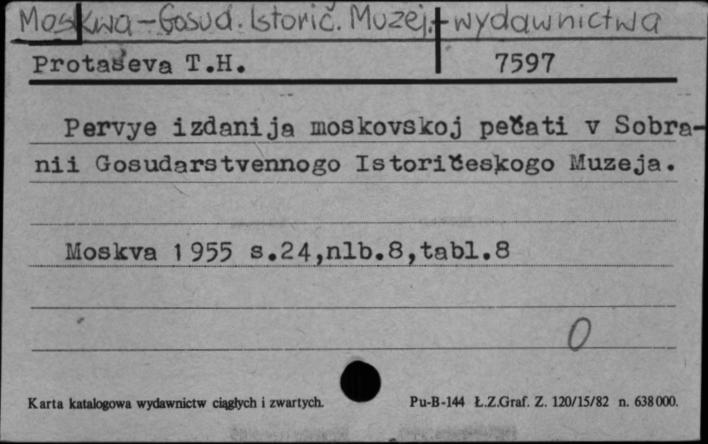 Moskwa - Gosud. Istorič. Muzej. - wydawnictwa
Protaševa T.H. 7597
Pervye izdanija moskovskoj pečati v Sobra-
nii Gosudarstvennogo Istoričeskogo Muzeja.
Moskva 1955 s.24,nlb.8,tabl.8
0
Karta katalogowa wydawnictw ciągłych i zwartych. Pu-B-144 Ł.Z.Graf. Z. 120/15/82 n. 638000.